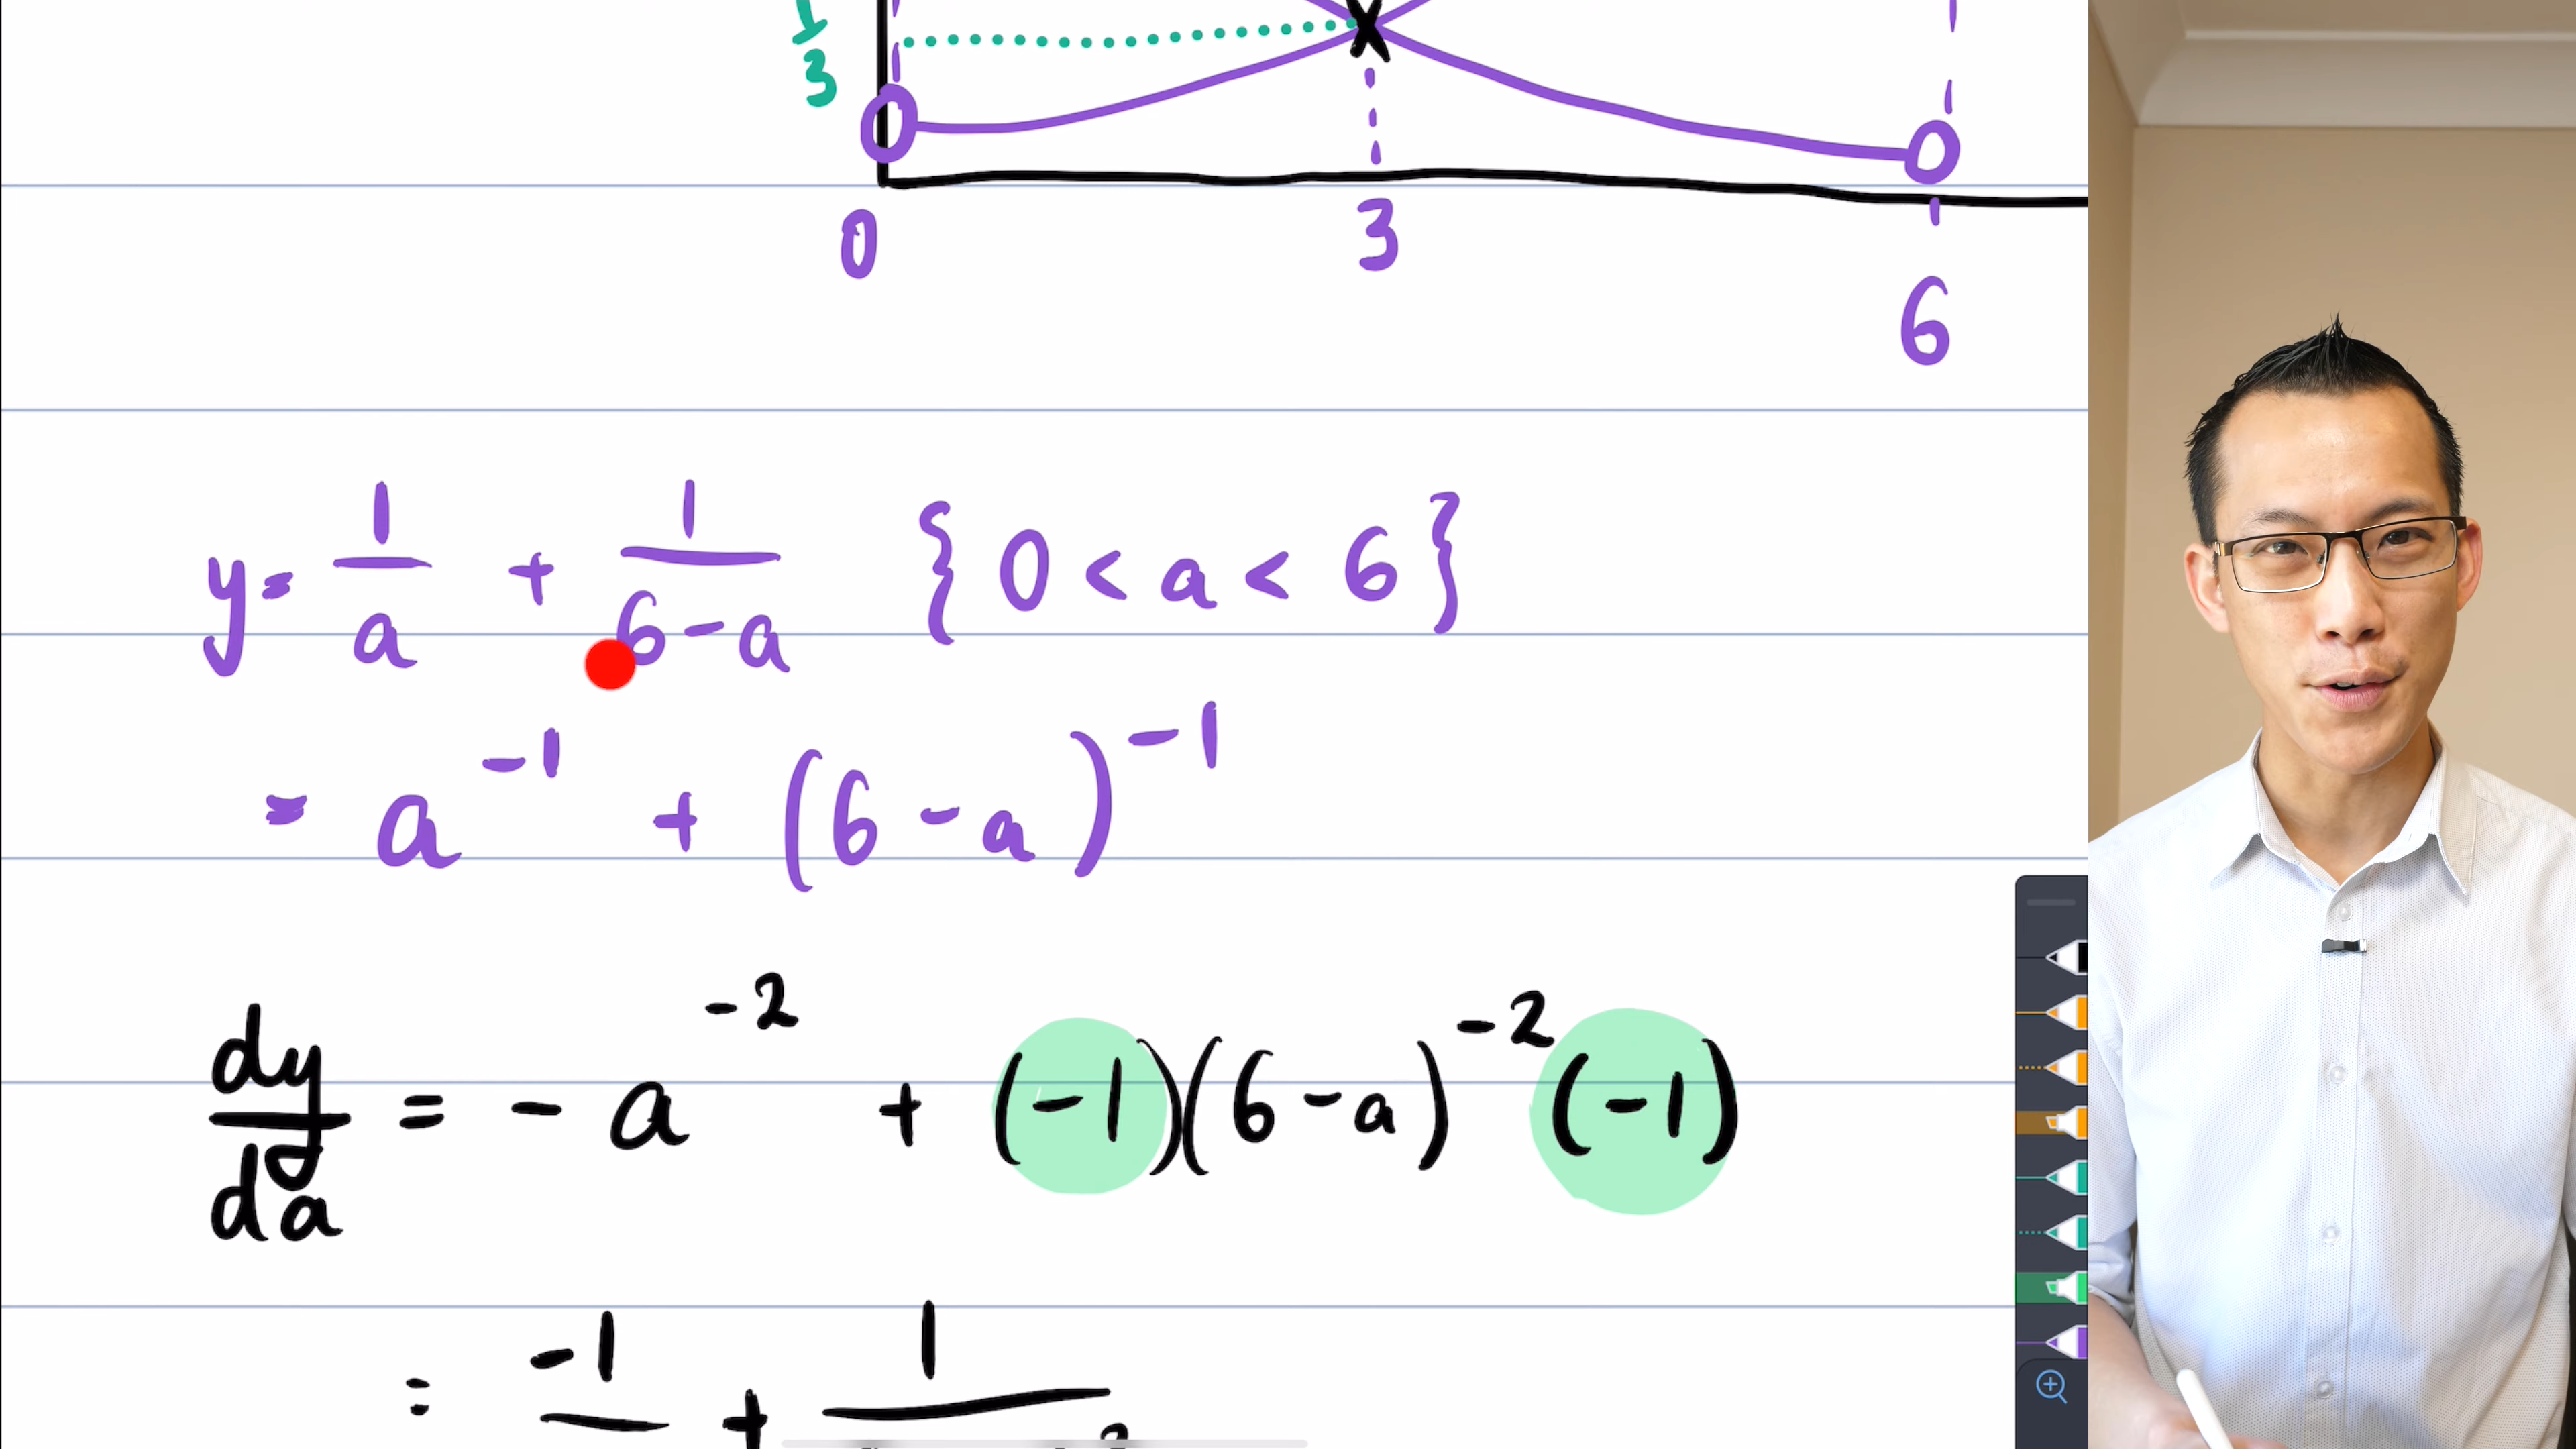 1
3
0 3
6
y = 1/a + 1/(6-a) {0 < a < 6}
= a^-1 + (6-a)^-1
dy/da = - a^-2 + (-1)(6-a)^-2(-1)
= -1 + 1